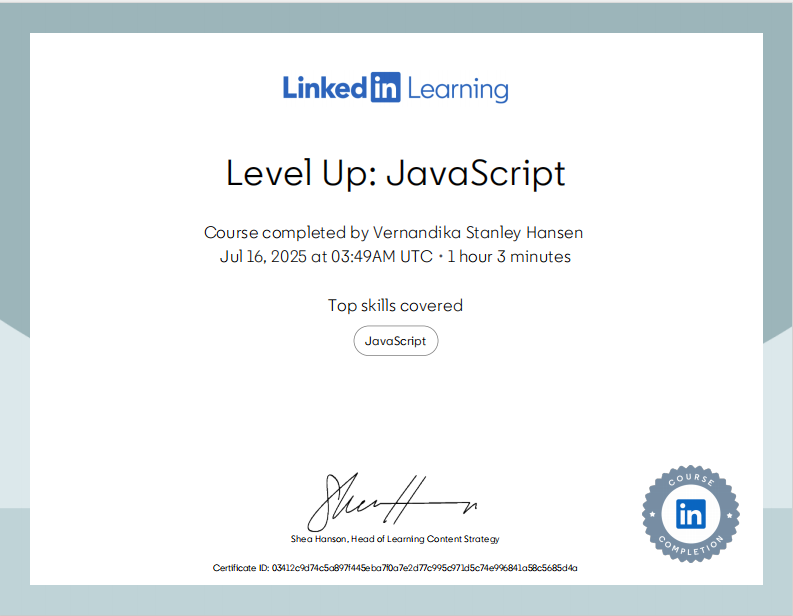 LinkedIn Learning
Level Up: JavaScript
Course completed by Vernandika Stanley Hansen
Jul 16, 2025 at 03:49AM UTC • 1 hour 3 minutes
Top skills covered
JavaScript
Shea Hanson, Head of Learning Content Strategy
COURSE
in
COMPLETION
Certificate ID: 03412c9d74c5a897f445eba7f0a7e2d77c995c971d5c74e996841a58c5685d4a